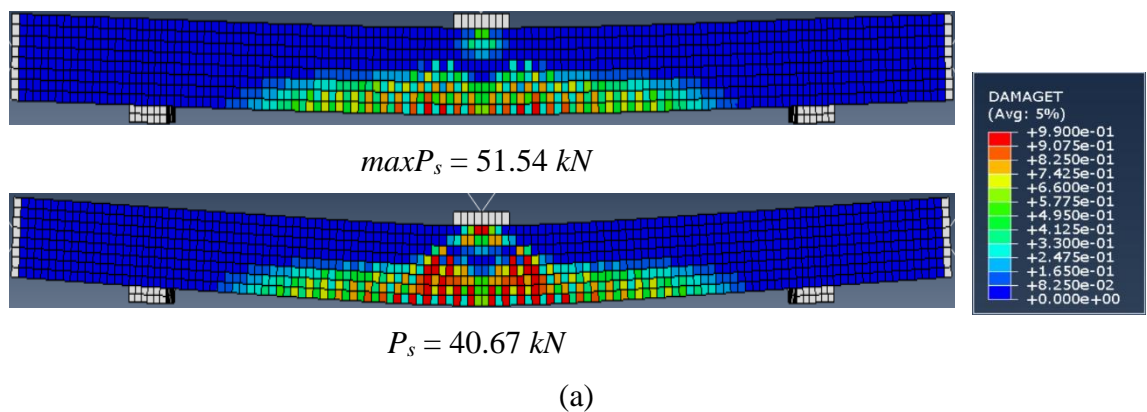 maxPs = 51.54 kN
DAMAGET
(Avg: 5%)
+9.900e-01
+9.075e-01
+8.250e-01
+7.425e-01
+6.600e-01
+5.775e-01
+4.950e-01
+4.125e-01
+3.300e-01
+2.475e-01
+1.650e-01
+8.250e-02
+0.000e+00
Ps = 40.67 kN
(a)